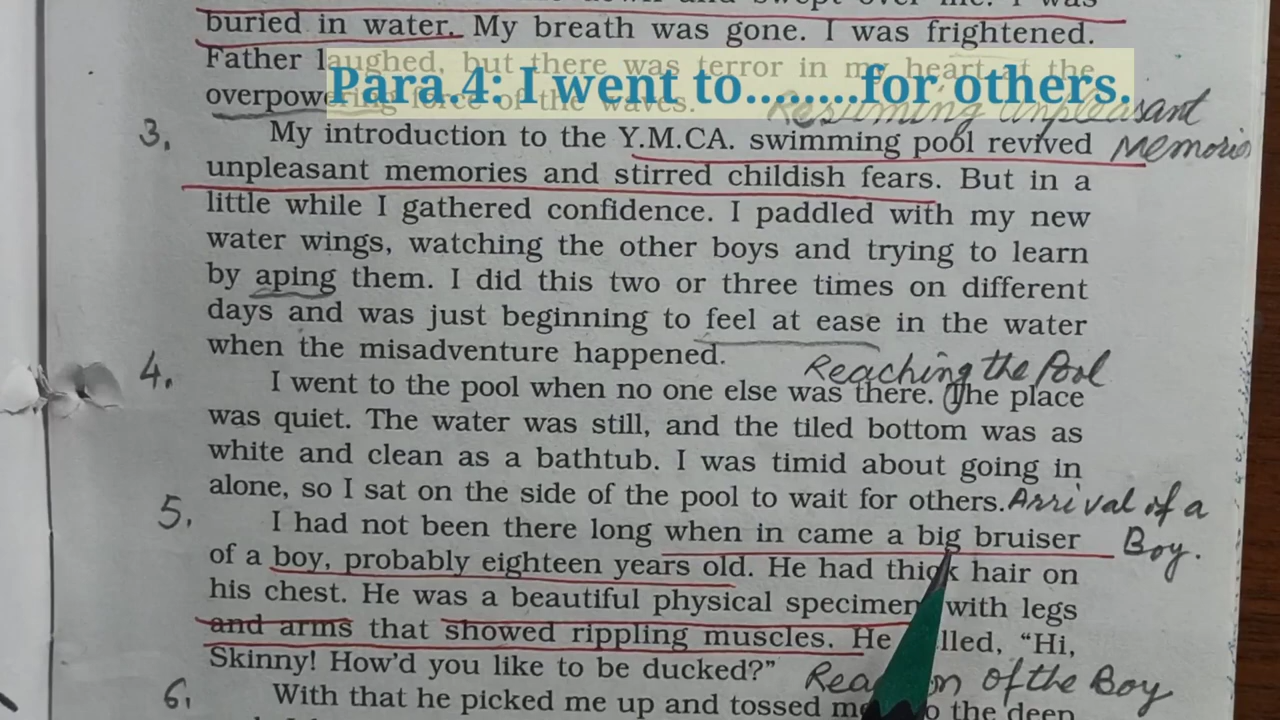 down and swept over me. I was
buried in water. My breath was gone. I was frightened.
Father laughed, but there was terror in my heart at the
Para.4: I went to........for others.
overpowering force of the waves.
Resuming unpleasant
3. My introduction to the Y.M.CA. swimming pool revived Memories
unpleasant memories and stirred childish fears. But in a
little while I gathered confidence. I paddled with my new
water wings, watching the other boys and trying to learn
by aping them. I did this two or three times on different
days and was just beginning to feel at ease in the water
when the misadventure happened.
Reaching the Pool
4. I went to the pool when no one else was there. The place
was quiet. The water was still, and the tiled bottom was as
white and clean as a bathtub. I was timid about going in
alone, so I sat on the side of the pool to wait for others. Arrival of a
5. I had not been there long when in came a big bruiser Boy.
of a boy, probably eighteen years old. He had thick hair on
his chest. He was a beautiful physical specimen with legs
and arms that showed rippling muscles. He lled, “Hi,
Skinny! How’d you like to be ducked?” Rea n of the Boy
6. With that he picked me up and tossed me o the deep